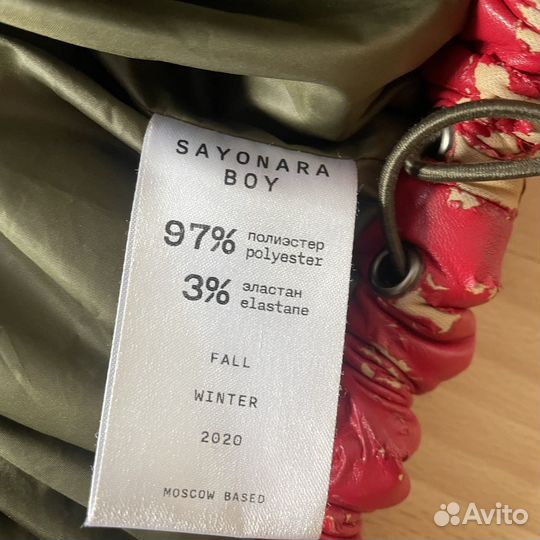 SAYONARA
BOY
97% полиэстер
polyester
3% эластан
elastane
FALL
WINTER
2020
MOSCOW BASED
Avito